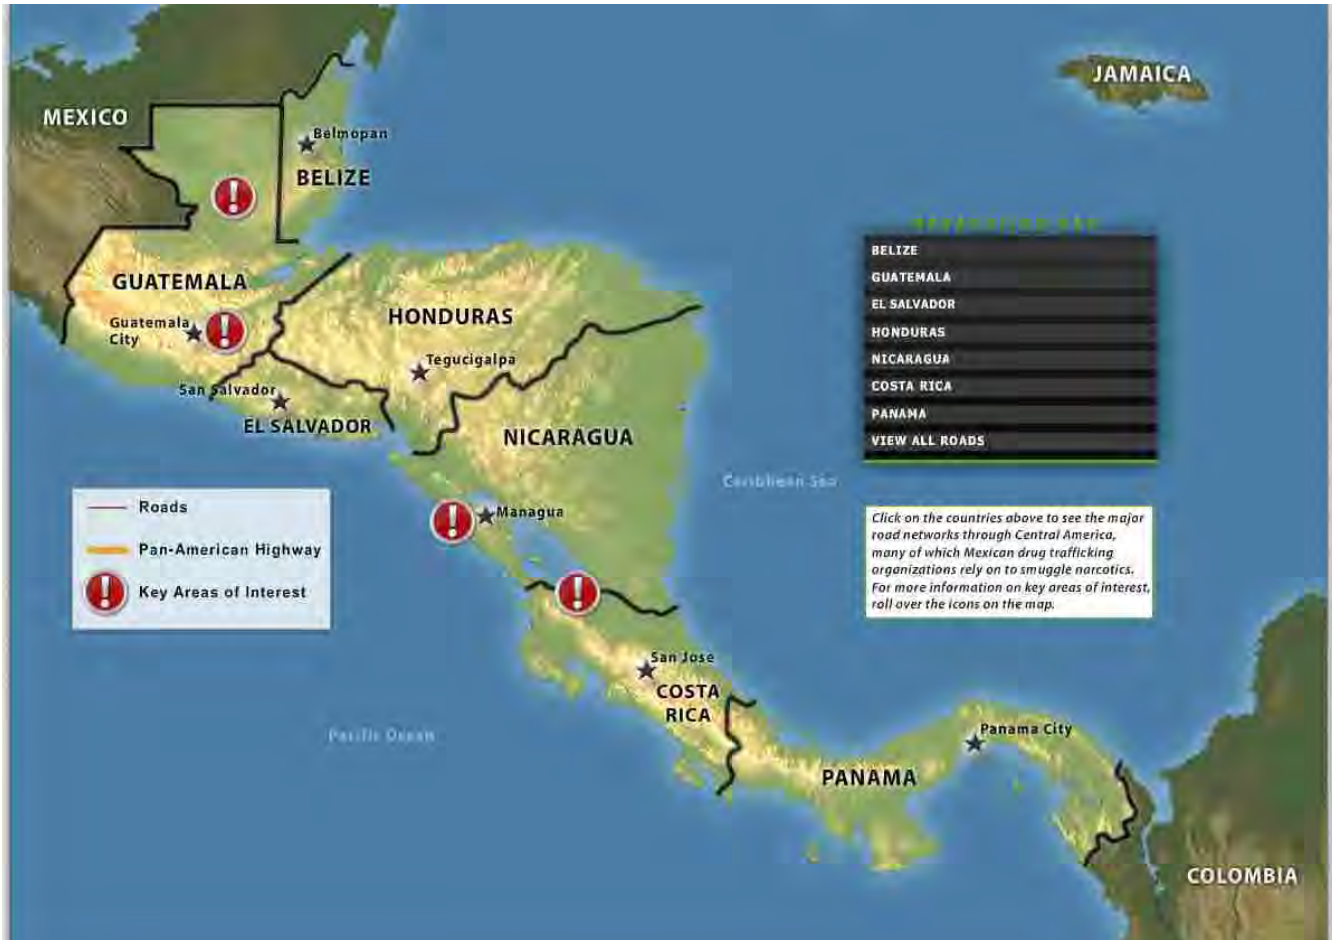 JAMAICA
MEXICO
Belmopan
BELIZE
GUATEMALA
Guatemala
City
HONDURAS
Tegucigalpa
San Salvador
EL SALVADOR
NICARAGUA
Managua
Caribbean Sea
San Jose
COSTA
RICA
Pacific Ocean
Panama City
PANAMA
COLOMBIA
Roads
Pan-American Highway
Key Areas of Interest
BELIZE
GUATEMALA
EL SALVADOR
HONDURAS
NICARAGUA
COSTA RICA
PANAMA
VIEW ALL ROADS
Click on the countries above to see the major
road networks through Central America,
many of which Mexican drug trafficking
organizations rely on to smuggle narcotics.
For more information on key areas of interest,
roll over the icons on the map.